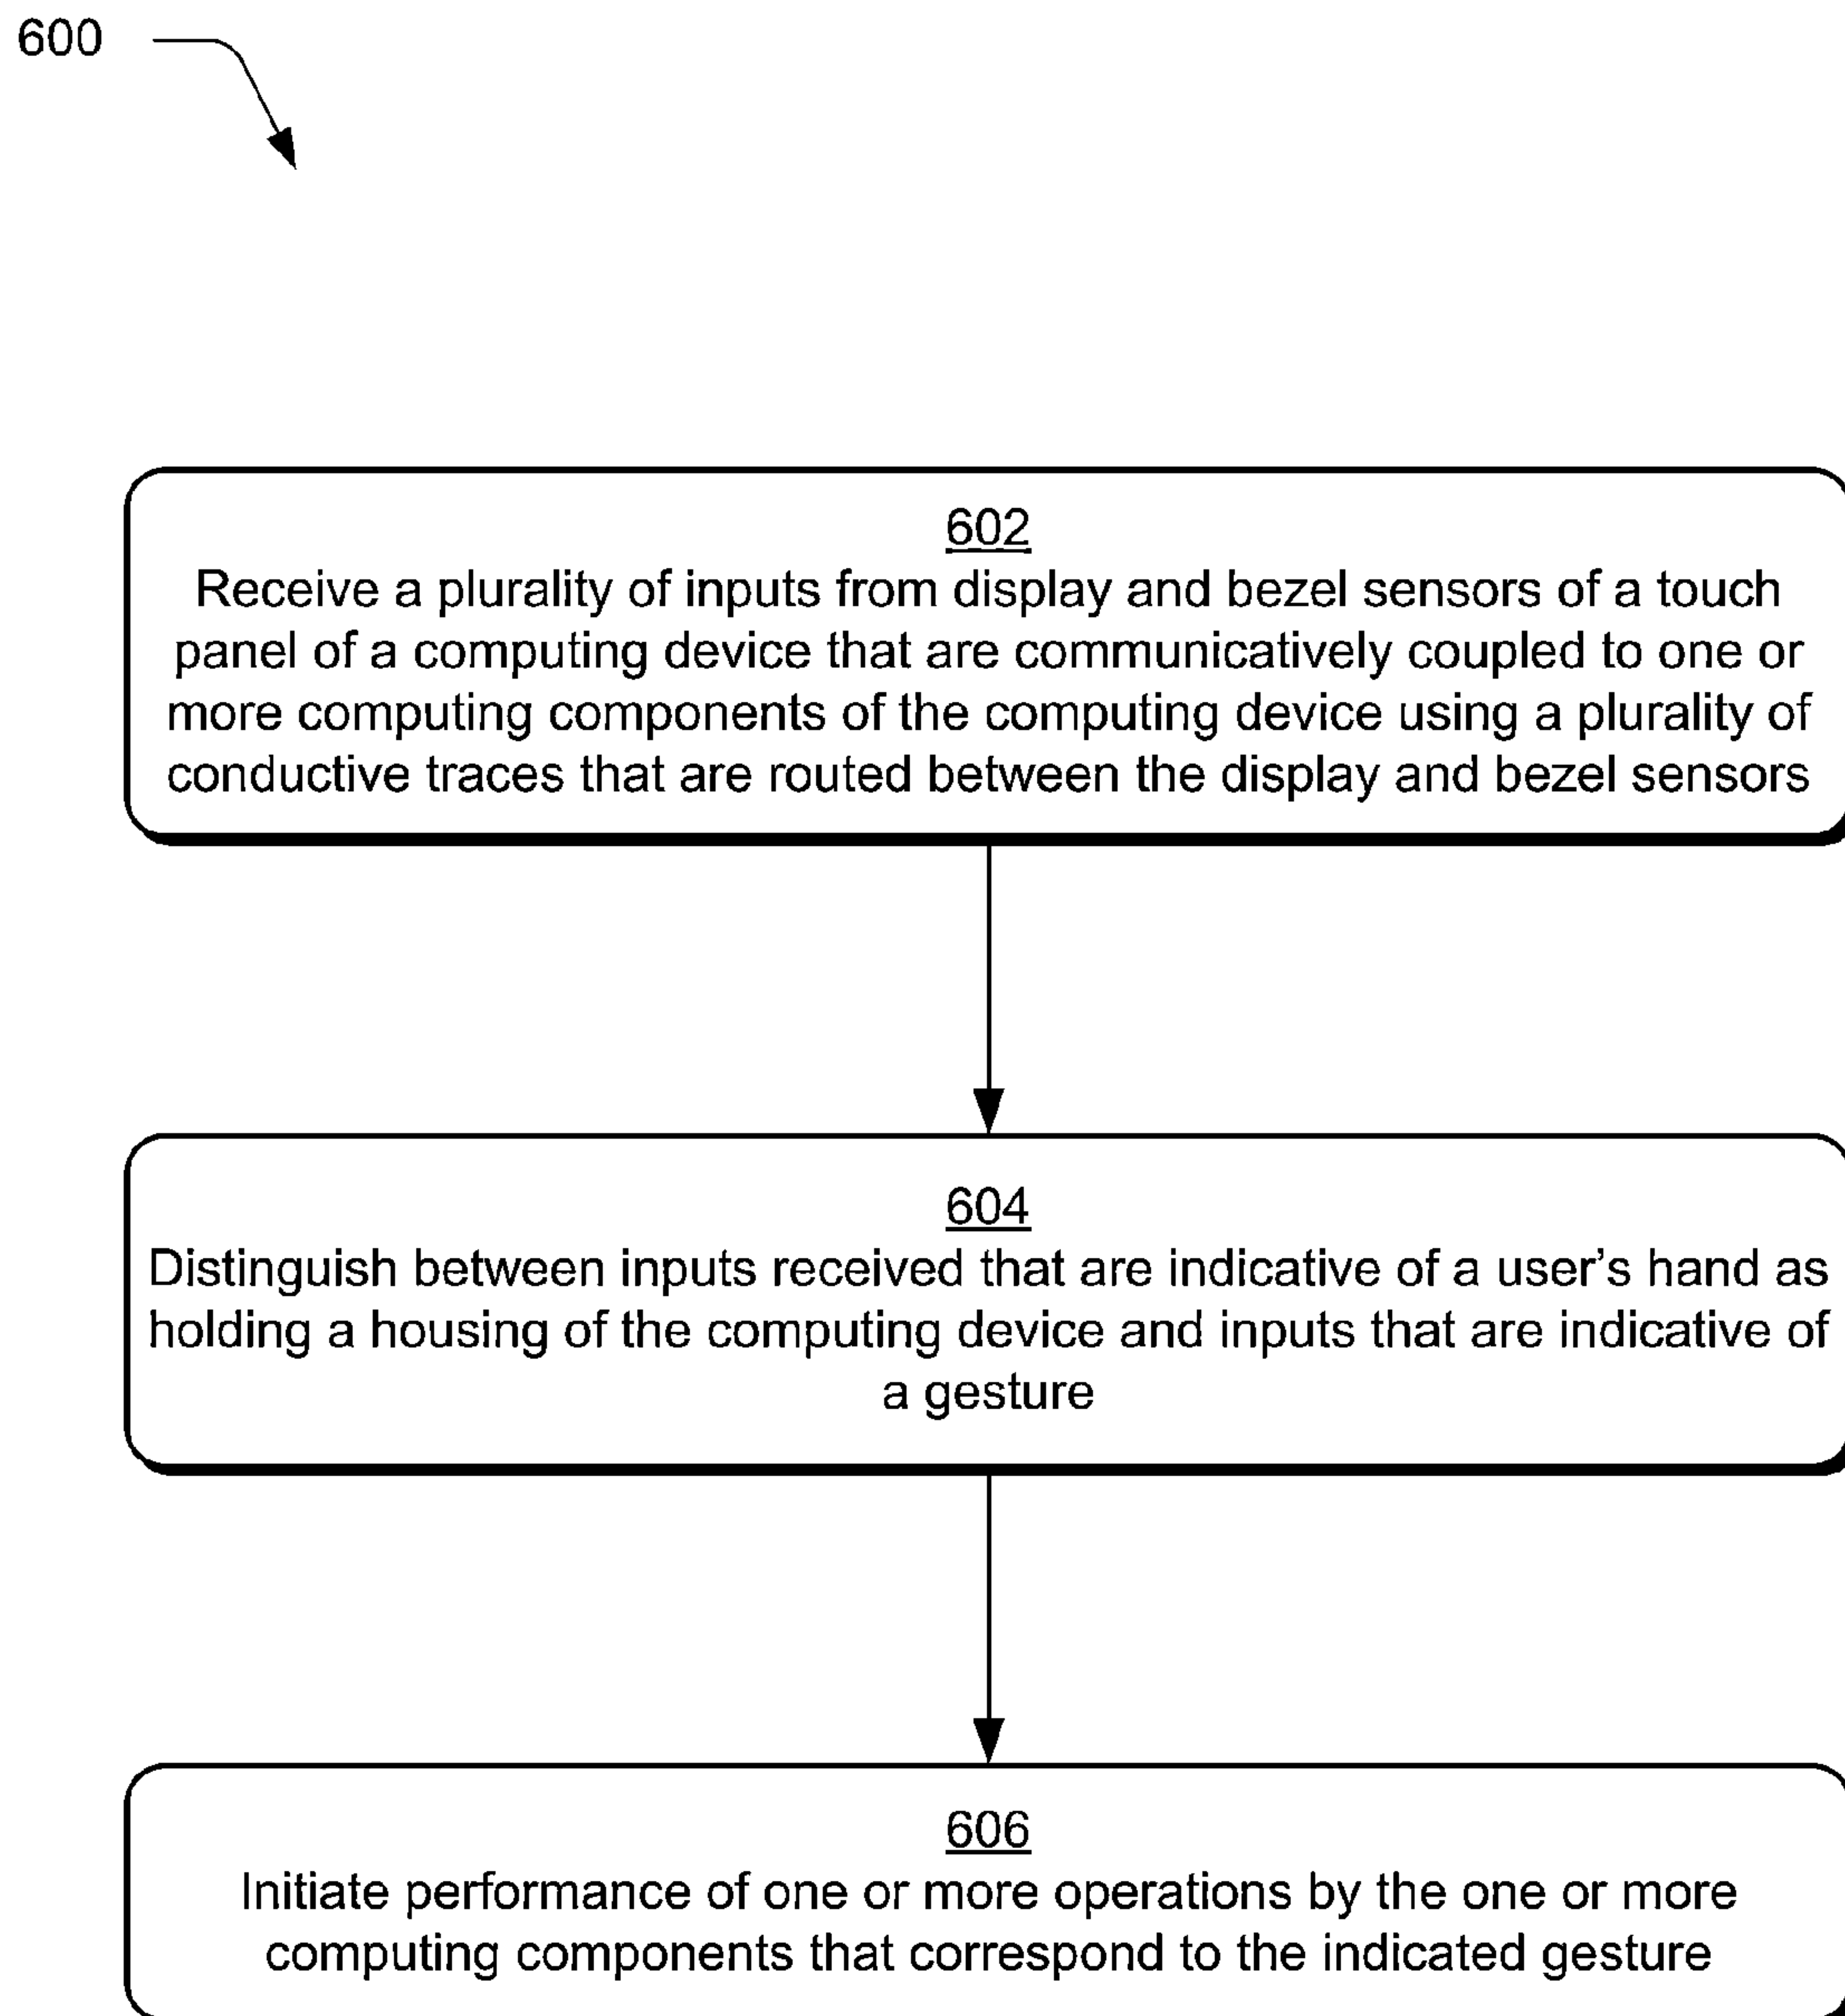 600
602
Receive a plurality of inputs from display and bezel sensors of a touch
panel of a computing device that are communicatively coupled to one or
more computing components of the computing device using a plurality of
conductive traces that are routed between the display and bezel sensors
604
Distinguish between inputs received that are indicative of a user’s hand as
holding a housing of the computing device and inputs that are indicative of
a gesture
606
Initiate performance of one or more operations by the one or more
computing components that correspond to the indicated gesture